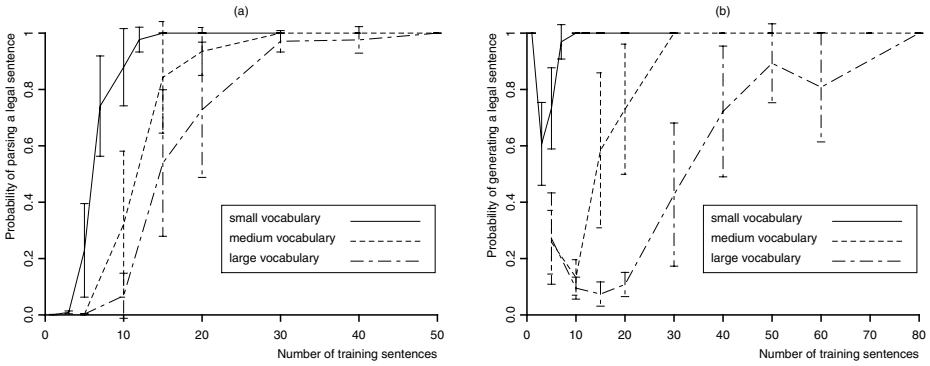 (a)
Probability of parsing a legal sentence
0.0
0.2
0.4
0.6
0.8
1
0 10 20 30 40 50
Number of training sentences
small vocabulary
medium vocabulary
large vocabulary
(b)
Probability of generating a legal sentence
0.0
0.2
0.4
0.6
0.8
1
0 10 20 30 40 50 60 70 80
Number of training sentences
small vocabulary
medium vocabulary
large vocabulary